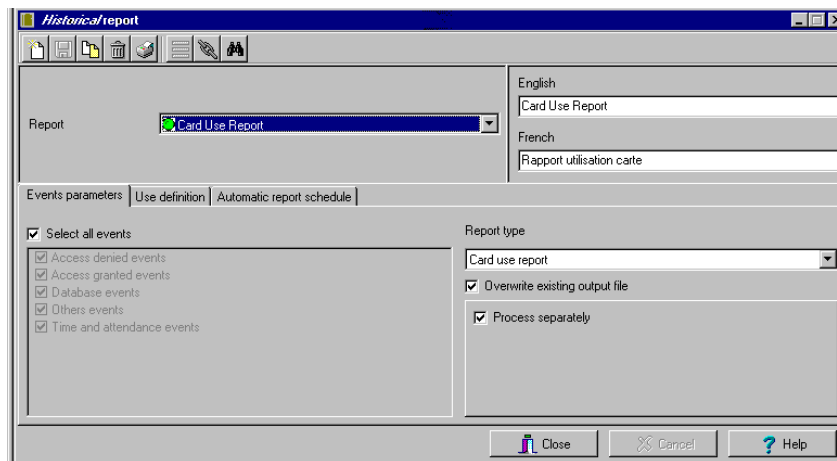 Historical report
English
Card Use Report
Report
Card Use Report
French
Rapport utilisation carte
Events parameters
Use definition
Automatic report schedule
Select all events
Access denied events
Access granted events
Database events
Others events
Time and attendance events
Report type
Card use report
Overwrite existing output file
Process separately
Close
Cancel
Help